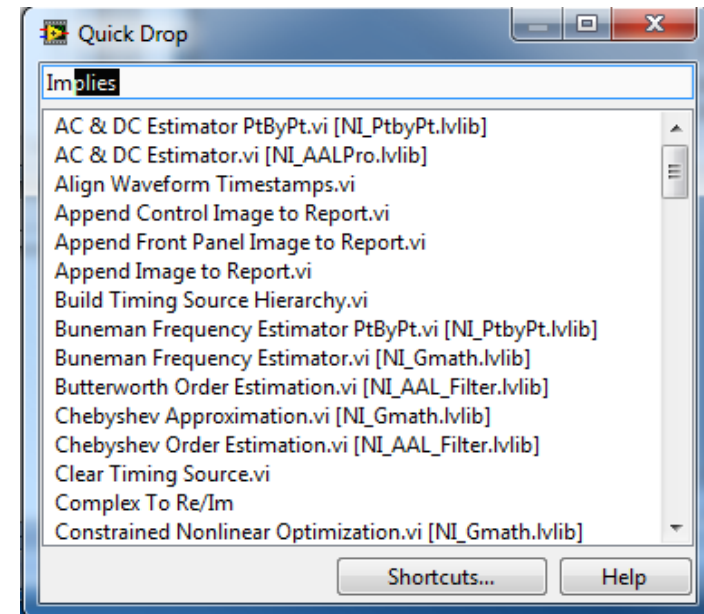 Quick Drop
Implies
AC & DC Estimator PtByPt.vi [NI_PtbyPt.lvlib]
AC & DC Estimator.vi [NI_AALPro.lvlib]
Align Waveform Timestamps.vi
Append Control Image to Report.vi
Append Front Panel Image to Report.vi
Append Image to Report.vi
Build Timing Source Hierarchy.vi
Buneman Frequency Estimator PtByPt.vi [NI_PtbyPt.lvlib]
Buneman Frequency Estimator.vi [NI_Gmath.lvlib]
Butterworth Order Estimation.vi [NI_AAL_Filter.lvlib]
Chebyshev Approximation.vi [NI_Gmath.lvlib]
Chebyshev Order Estimation.vi [NI_AAL_Filter.lvlib]
Clear Timing Source.vi
Complex To Re/Im
Constrained Nonlinear Optimization.vi [NI_Gmath.lvlib]
Shortcuts... Help